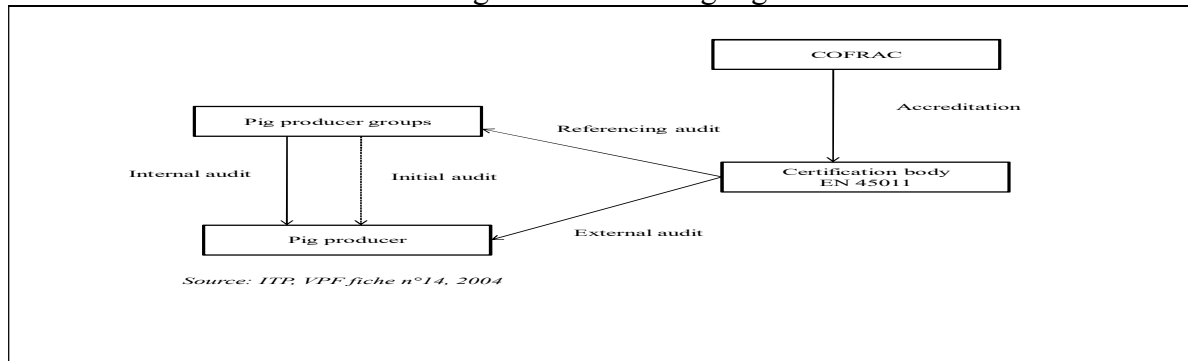 COFRAC
Accreditation
Pig producer groups
Referencing audit
Certification body
EN 45011
Internal audit
Initial audit
Pig producer
External audit
Source: ITP, VPF fiche n°14, 2004